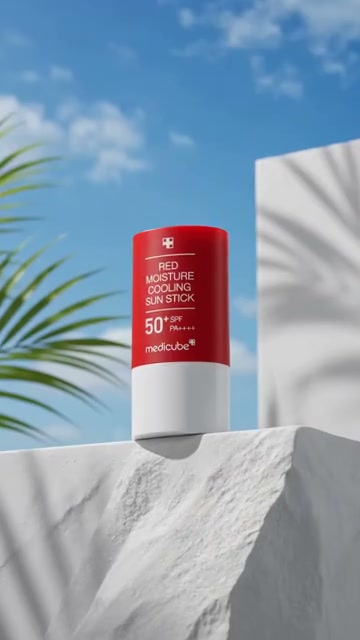 RED
MOISTURE
COOLING
SUN STICK
50+ SPF
PA++++
medicube